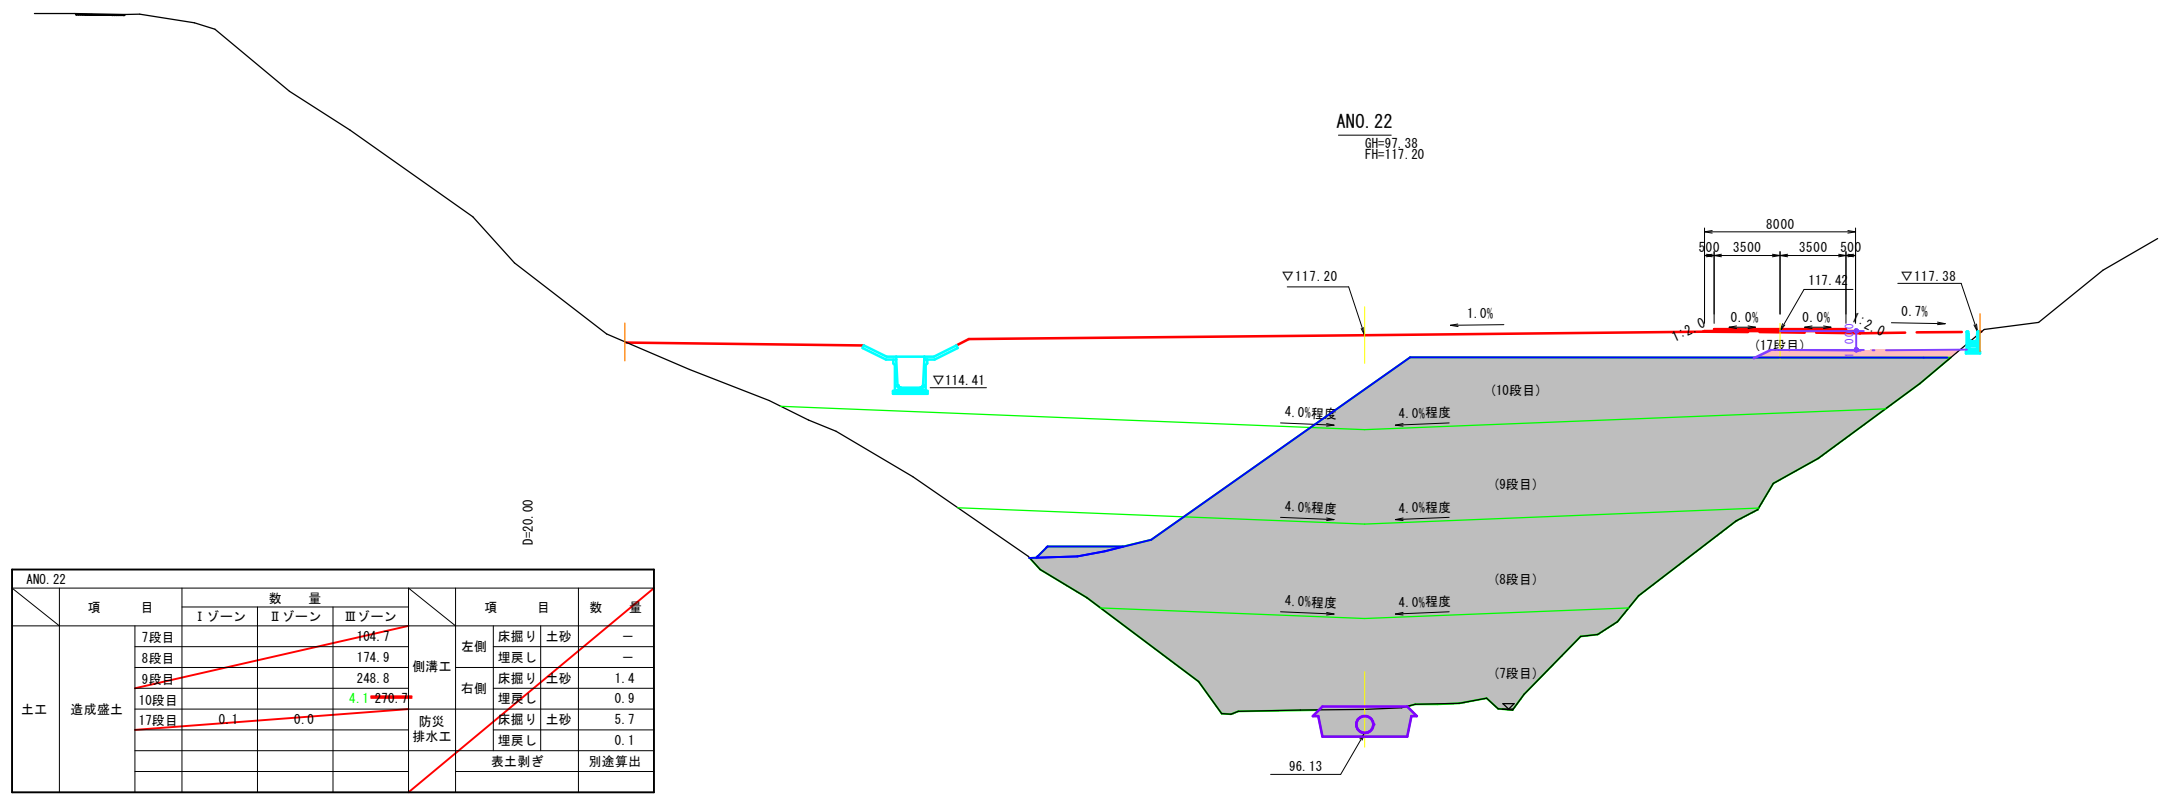 ANO. 22
GH=97.38
FH=117.20
8000
500 3500 3500 500
▽117.20
117.42
▽117.38
1.0%
0.0% 0.0%
0.7%
1:2.0
1:2.0
(17段目)
▽114.41
(10段目)
4.0%程度 4.0%程度
(9段目)
4.0%程度 4.0%程度
(8段目)
4.0%程度 4.0%程度
(7段目)
96.13
D=20.00
ANO. 22
項 目 数 量 項 目 数 量
Ⅰゾーン Ⅱゾーン Ⅲゾーン
土工 造成盛土
7段目 104.7
8段目 174.9
9段目 248.8
10段目 4.1 270.7
17段目 0.1 0.0
側溝工
左側 床掘り 土砂 －
埋戻し －
右側 床掘り 土砂 1.4
埋戻し 0.9
防災
排水工
床掘り 土砂 5.7
埋戻し 0.1
表土剝ぎ 別途算出